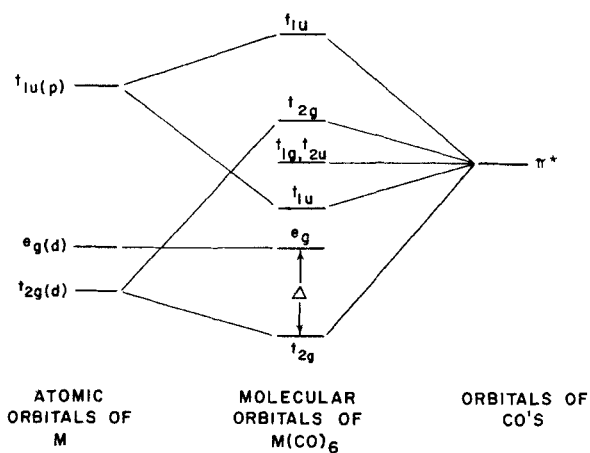 t1u
t1u(p)
t2g
t1g, t2u
π*
t1u
eg
eg(d)
Δ
t2g(d)
t2g
ATOMIC ORBITALS OF M
MOLECULAR ORBITALS OF M(CO)6
ORBITALS OF CO'S